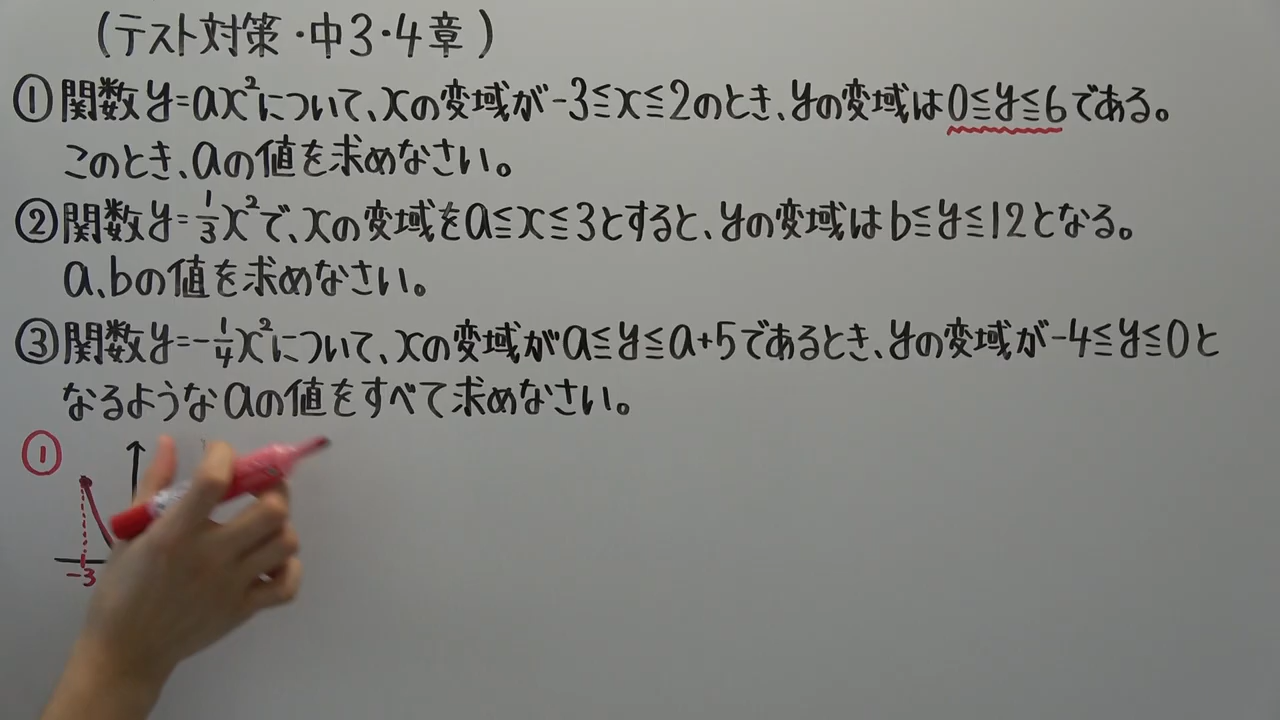 (テスト対策・中3・4章)
①関数y=ax²について、xの変域が-3≦x≦2のとき、yの変域は0≦y≦6である。
このとき、aの値を求めなさい。
②関数y=1/3x²で、xの変域をa≦x≦3とすると、yの変域はb≦y≦12となる。
a、bの値を求めなさい。
③関数y=-1/4x²について、xの変域がa≦y≦a+5であるとき、yの変域が-4≦y≦0と
なるようなaの値をすべて求めなさい。
①
-3